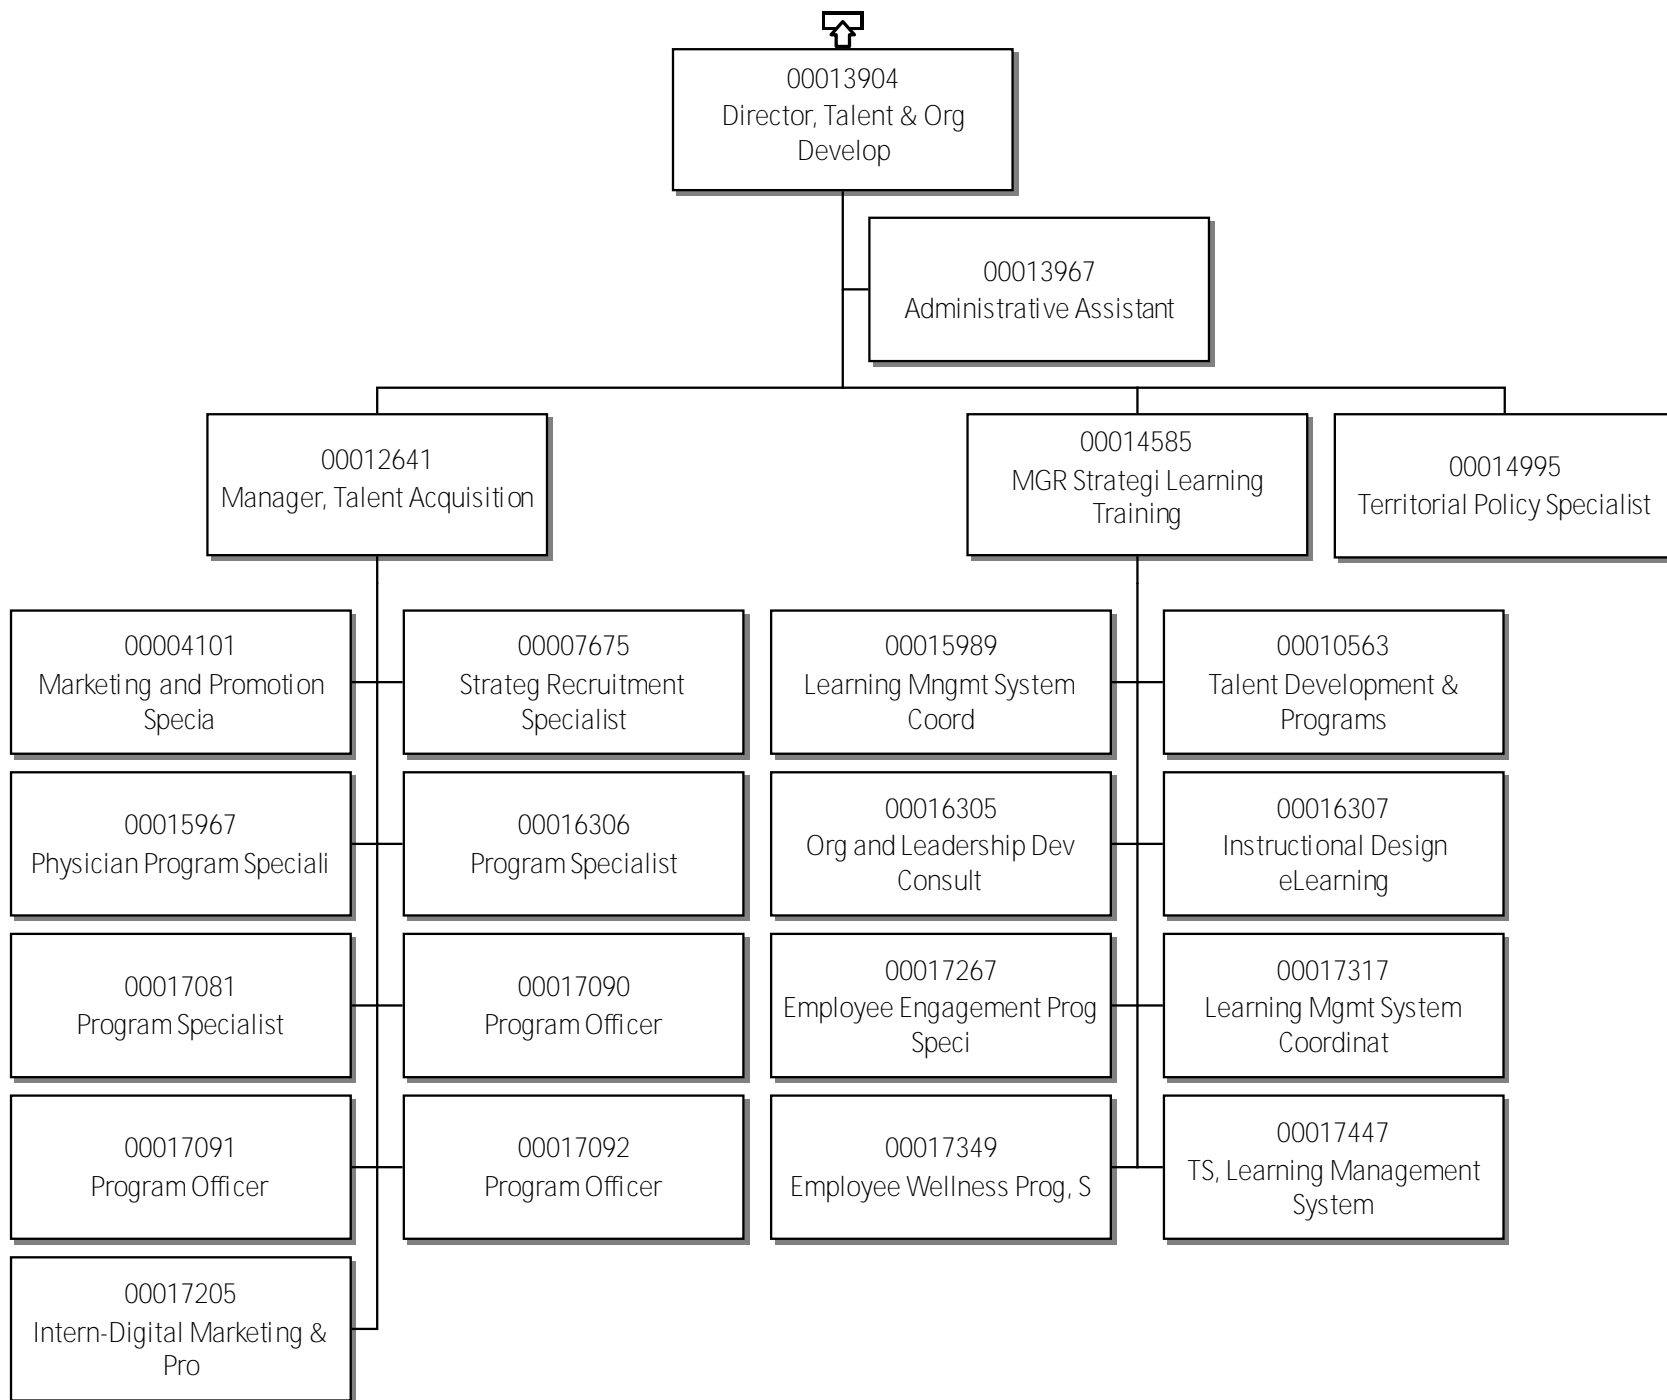 00013904
Director, Talent & Org
Develop
00013967
Administrative Assistant
00012641
Manager, Talent Acquisition
00014585
MGR Strategi Learning
Training
00014995
Territorial Policy Specialist
00004101
Marketing and Promotion
Specia
00007675
Strateg Recruitment
Specialist
00015989
Learning Mngmt System
Coord
00010563
Talent Development &
Programs
00015967
Physician Program Speciali
00016306
Program Specialist
00016305
Org and Leadership Dev
Consult
00016307
Instructional Design
eLearning
00017081
Program Specialist
00017090
Program Officer
00017267
Employee Engagement Prog
Speci
00017317
Learning Mgmt System
Coordinat
00017091
Program Officer
00017092
Program Officer
00017349
Employee Wellness Prog, S
00017447
TS, Learning Management
System
00017205
Intern-Digital Marketing &
Pro